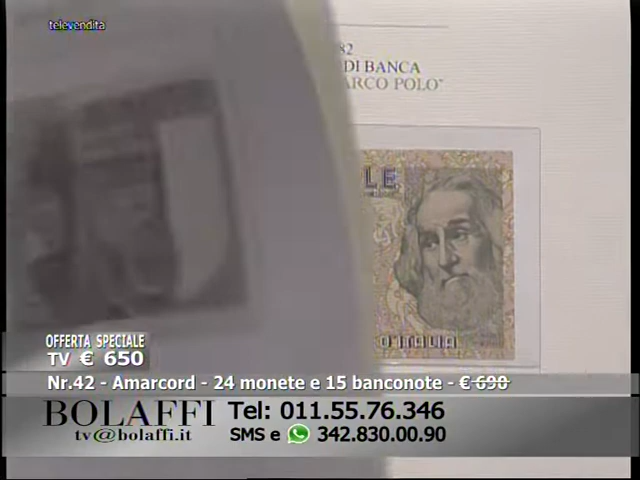 televendita
82
DI BANCA
ARCO POLO"
LE
D'ITALIA
OFFERTA SPECIALE
TV € 650
Nr.42 - Amarcord - 24 monete e 15 banconote - € 690
BOLAFFI
tv@bolaffi.it
Tel: 011.55.76.346
SMS e 342.830.00.90